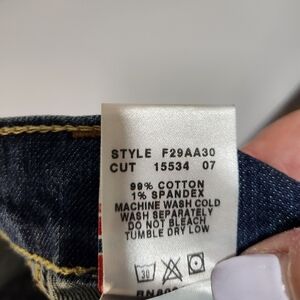 STYLE F29AA30
CUT 15534 07
99% COTTON
1% SPANDEX
MACHINE WASH COLD
WASH SEPARATELY
DO NOT BLEACH
TUMBLE DRY LOW
30